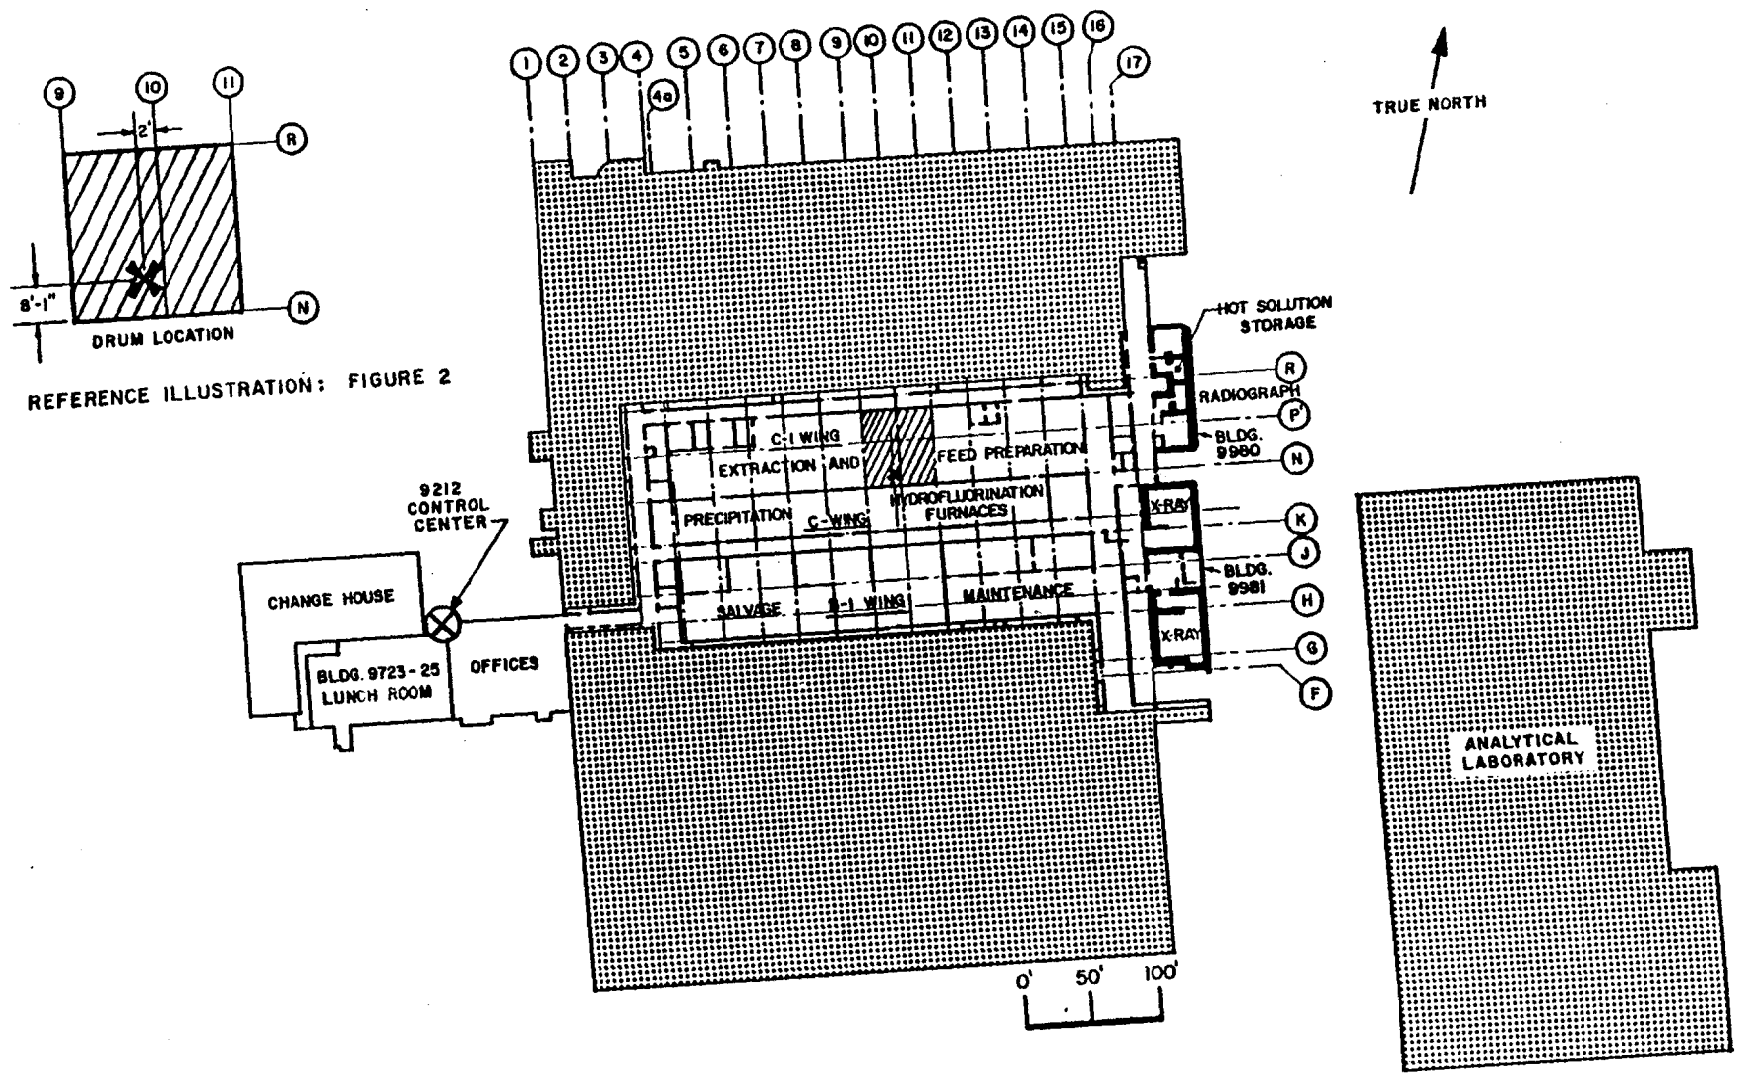 1
2
3
4
4a
5
6
7
8
9
10
11
12
13
14
15
16
17
TRUE NORTH
9
10
11
2'
R
8'-1"
N
DRUM LOCATION
REFERENCE ILLUSTRATION: FIGURE 2
HOT SOLUTION
STORAGE
R
RADIOGRAPH
P'
BLDG.
9980
N
C-1 WING
EXTRACTION AND
FEED PREPARATION
PRECIPITATION
C-WING
HYDROFLUORINATION
FURNACES
X-RAY
K
J
BLDG.
9981
H
9212
CONTROL
CENTER
CHANGE HOUSE
SALVAGE
B-1 WING
MAINTENANCE
X-RAY
G
F
BLDG. 9723-25
LUNCH ROOM
OFFICES
ANALYTICAL
LABORATORY
0' 50' 100'